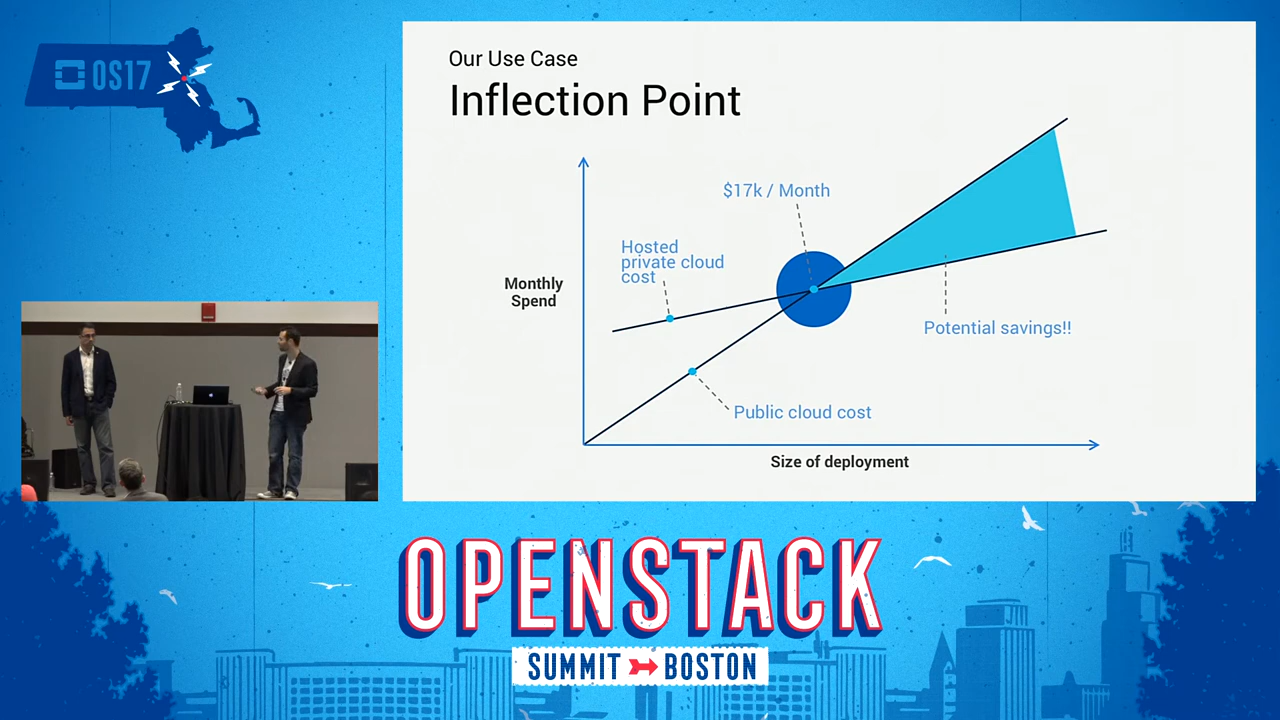 OS17
Our Use Case
Inflection Point
$17k / Month
Hosted
private cloud
cost
Monthly
Spend
Potential savings!!
Public cloud cost
Size of deployment
OPENSTACK
SUMMIT BOSTON